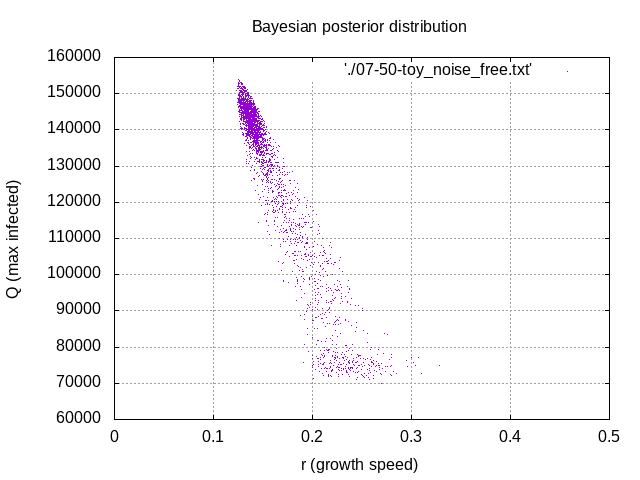 Bayesian posterior distribution
'./07-50-toy_noise_free.txt'
160000
150000
140000
130000
120000
110000
100000
90000
80000
70000
60000
Q (max infected)
0 0.1 0.2 0.3 0.4 0.5
r (growth speed)